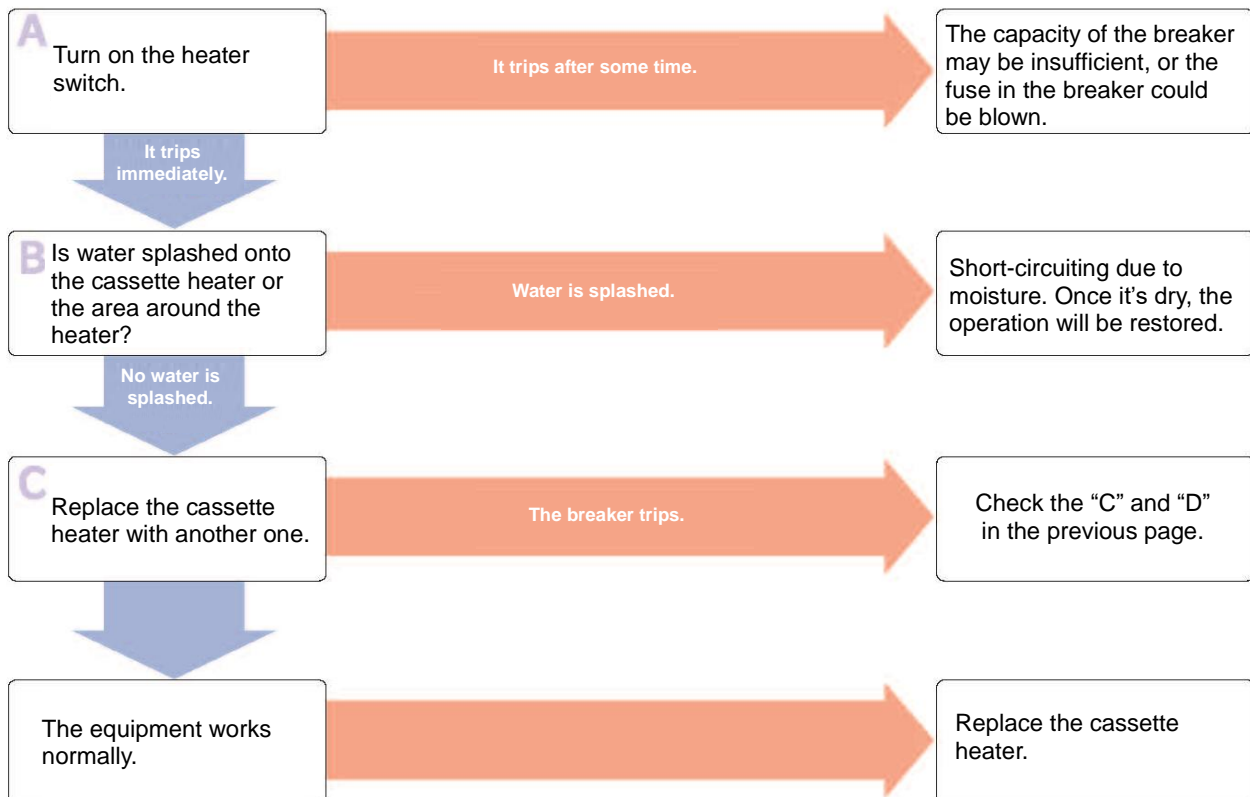 A
Turn on the heater
switch.
It trips after some time.
The capacity of the breaker
may be insufficient, or the
fuse in the breaker could
be blown.
It trips
immediately.
B
Is water splashed onto
the cassette heater or
the area around the
heater?
Water is splashed.
Short-circuiting due to
moisture. Once it’s dry, the
operation will be restored.
No water is
splashed.
C
Replace the cassette
heater with another one.
The breaker trips.
Check the “C” and “D”
in the previous page.
The equipment works
normally.
Replace the cassette
heater.